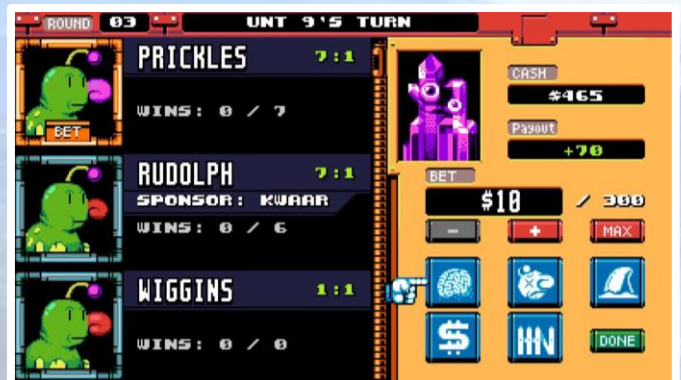 ROUND 03 UNT 9'S TURN
PRICKLES 7:1
WINS: 0 / 7
BET
RUDOLPH 7:1
SPONSOR: KWAAR
WINS: 0 / 6
WIGGINS 1:1
WINS: 0 / 0
CASH
$465
Payout
+70
BET
$10 / 300
- + MAX
$ DONE